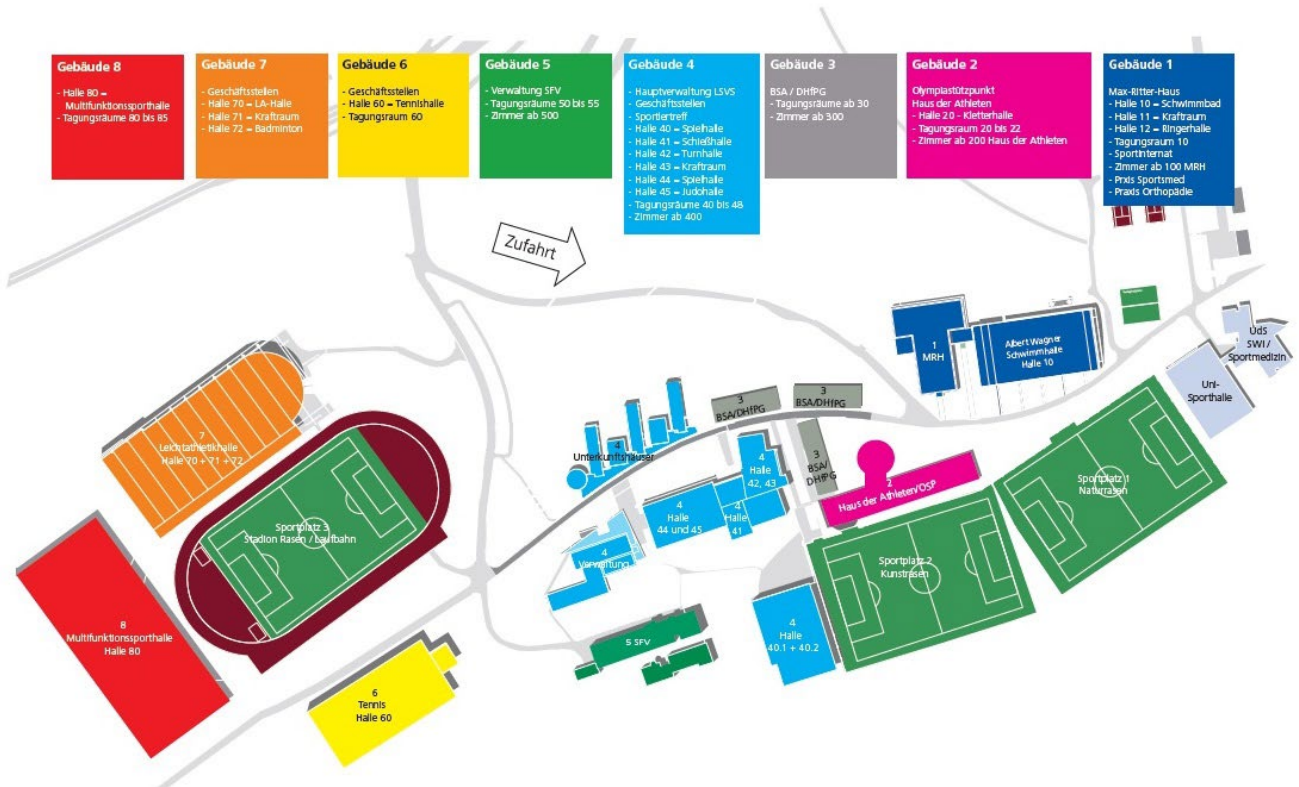 Gebäude 8
- Halle 80 =
Multifunktionssporthalle
- Tagungsräume 80 bis 85
Gebäude 7
- Geschäftsstellen
- Halle 70 = LA-Halle
- Halle 71 = Kraftraum
- Halle 72 = Badminton
Gebäude 6
- Geschäftsstellen
- Halle 60 = Tennishalle
- Tagungsraum 60
Gebäude 5
- Verwaltung SFV
- Tagungsräume 50 bis 55
- Zimmer ab 500
Gebäude 4
- Hauptverwaltung LSVS
- Geschäftsstellen
- Sportlertreff
- Halle 40 = Spielhalle
- Halle 41 = Schießhalle
- Halle 42 = Turnhalle
- Halle 43 = Kraftraum
- Halle 44 = Spielhalle
- Halle 45 = Judohalle
- Tagungsräume 40 bis 48
- Zimmer ab 400
Gebäude 3
BSA / DHfPG
- Tagungsräume ab 30
- Zimmer ab 300
Gebäude 2
Olympiastützpunkt
Haus der Athleten
- Halle 20 - Kletterhalle
- Tagungsraum 20 bis 22
- Zimmer ab 200 Haus der Athleten
Gebäude 1
Max-Ritter-Haus
- Halle 10 = Schwimmbad
- Halle 11 = Kraftraum
- Halle 12 = Ringerhalle
- Tagungsraum 10
- Sportinternat
- Zimmer ab 100 MRH
- Prxis Sportsmed
- Praxis Orthopädie
Zufahrt
1
MRH
Albert Wagner
Schwimmhalle
Halle 10
UdS
SWI /
Sportmedizin
Uni-
Sporthalle
3
BSA/DHfPG
3
BSA/DHfPG
3
BSA/
DHfPG
4
Unterkunftshäuser
4
Halle
42, 43
4
Halle
44 und 45
4
Halle
41
4
Verwaltung
2
Haus der Athleten/OSP
Sportplatz 1
Naturrasen
Sportplatz 2
Kunstrasen
4
Halle
40.1 + 40.2
5 SFV
7
Leichtathletikhalle
Halle 70 + 71 + 72
Sportplatz 3
Stadion Rasen / Laufbahn
8
Multifunktionssporthalle
Halle 80
6
Tennis
Halle 60